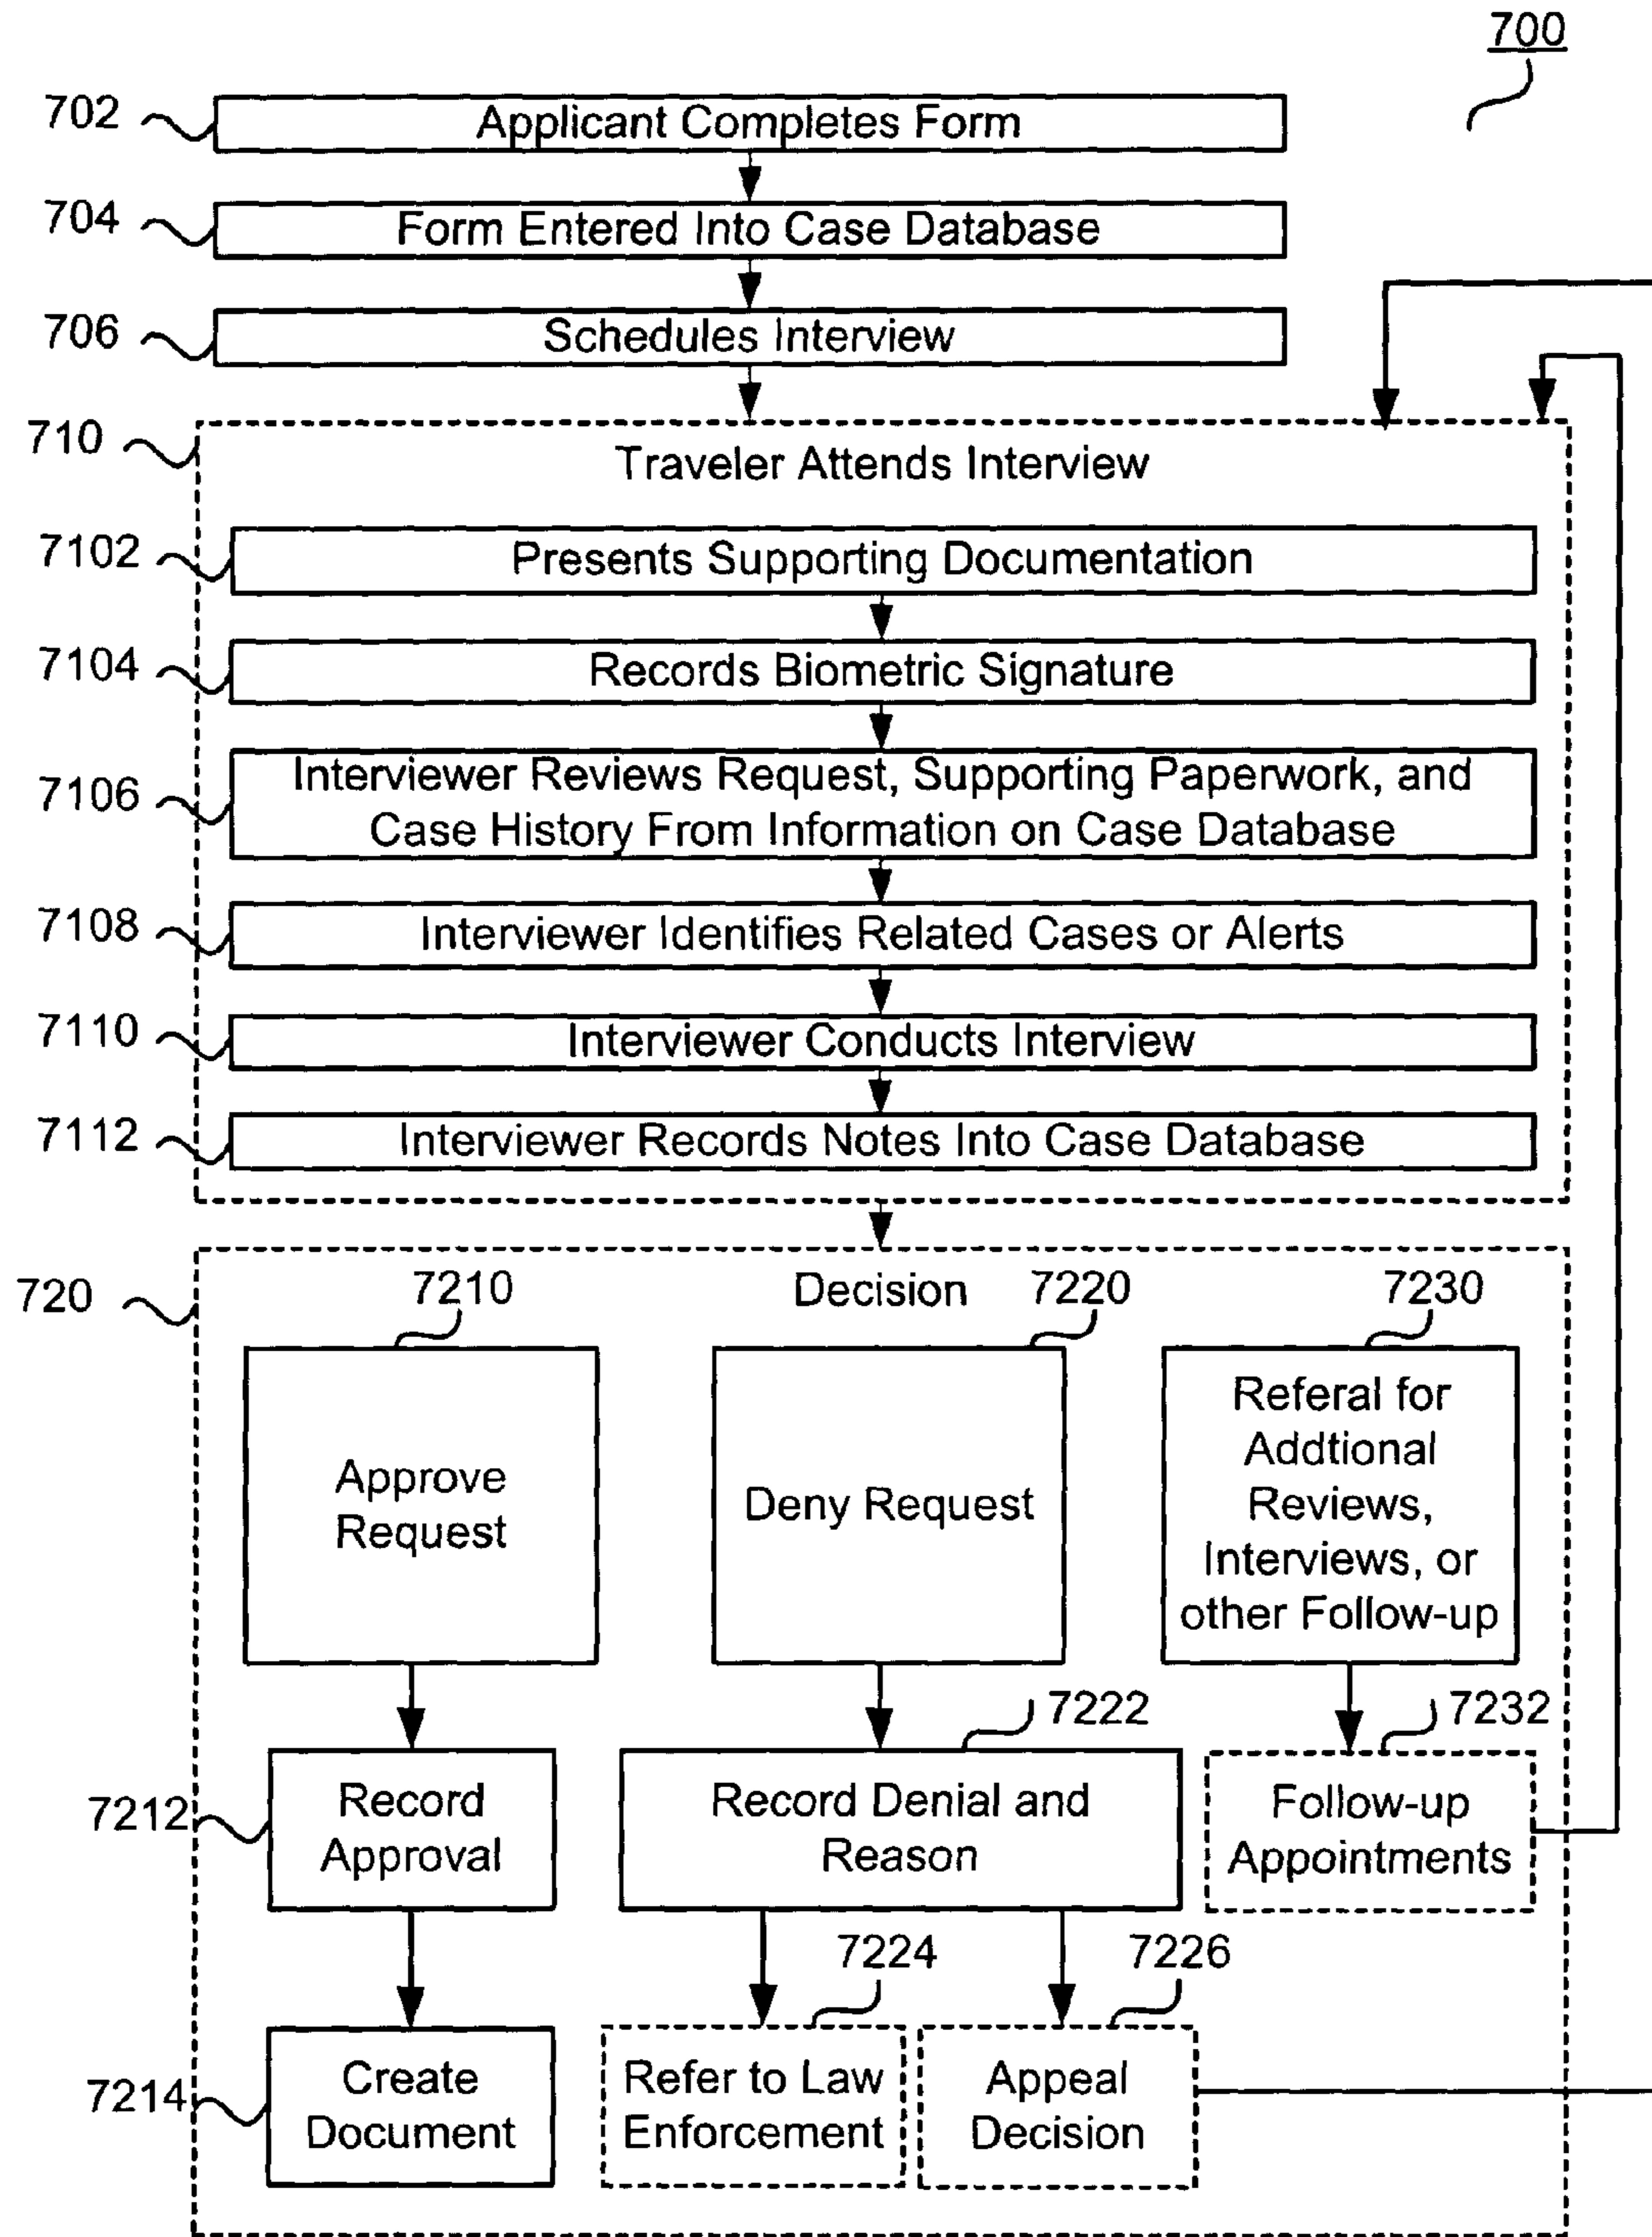 700
702
Applicant Completes Form
704
Form Entered Into Case Database
706
Schedules Interview
710
Traveler Attends Interview
7102
Presents Supporting Documentation
7104
Records Biometric Signature
7106
Interviewer Reviews Request, Supporting Paperwork, and
Case History From Information on Case Database
7108
Interviewer Identifies Related Cases or Alerts
7110
Interviewer Conducts Interview
7112
Interviewer Records Notes Into Case Database
720
Decision
7210
Approve
Request
7220
Deny Request
7230
Referal for
Addtional
Reviews,
Interviews, or
other Follow-up
7212
Record
Approval
7222
Record Denial and
Reason
7232
Follow-up
Appointments
7214
Create
Document
7224
Refer to Law
Enforcement
7226
Appeal
Decision